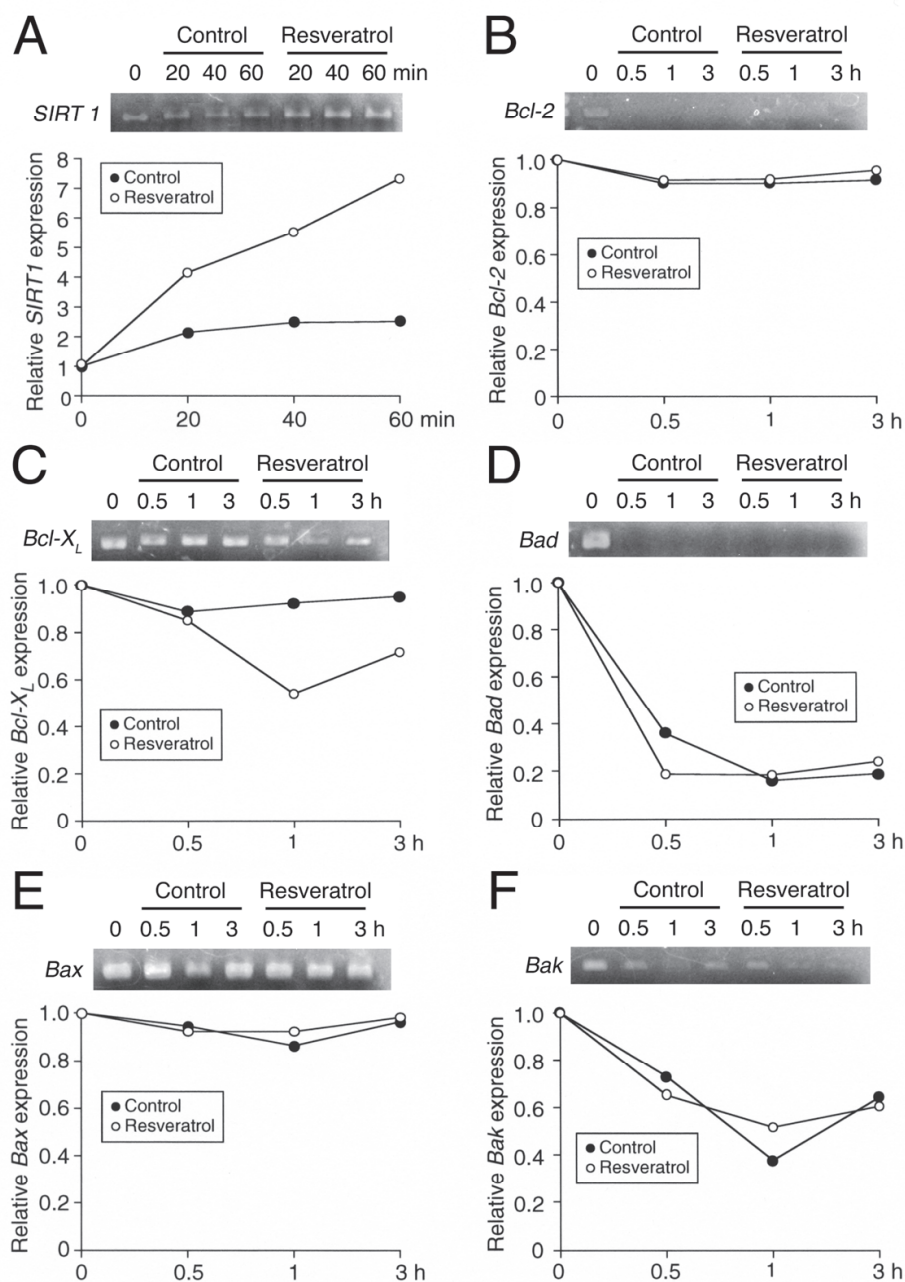 A
Control Resveratrol
0 20 40 60 20 40 60 min
SIRT 1
Relative SIRT1 expression
8
7
6
5
4
3
2
1
0
Control
Resveratrol
0 20 40 60 min
B
Control Resveratrol
0 0.5 1 3 0.5 1 3 h
Bcl-2
Relative Bcl-2 expression
1.0
0.8
0.6
0.4
0.2
0
Control
Resveratrol
0 0.5 1 3 h
C
Control Resveratrol
0 0.5 1 3 0.5 1 3 h
Bcl-XL
Relative Bcl-XL expression
1.0
0.8
0.6
0.4
0.2
0
Control
Resveratrol
0 0.5 1 3 h
D
Control Resveratrol
0 0.5 1 3 0.5 1 3 h
Bad
Relative Bad expression
1.0
0.8
0.6
0.4
0.2
0
Control
Resveratrol
0 0.5 1 3 h
E
Control Resveratrol
0 0.5 1 3 0.5 1 3 h
Bax
Relative Bax expression
1.0
0.8
0.6
0.4
0.2
0
Control
Resveratrol
0 0.5 1 3 h
F
Control Resveratrol
0 0.5 1 3 0.5 1 3 h
Bak
Relative Bak expression
1.0
0.8
0.6
0.4
0.2
0
Control
Resveratrol
0 0.5 1 3 h